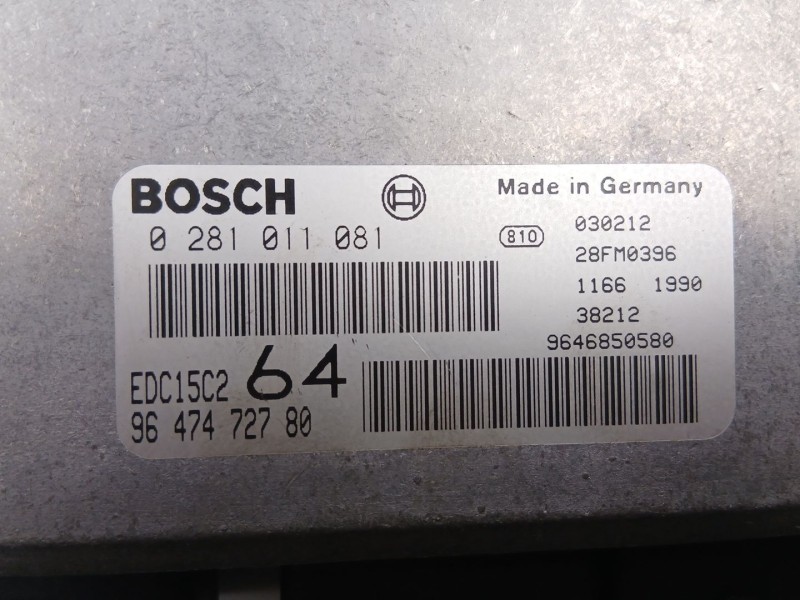 BOSCH
Made in Germany
0 281 011 081
810
030212
28FM0396
1166 1990
38212
9646850580
EDC15C2 64
96 474 727 80